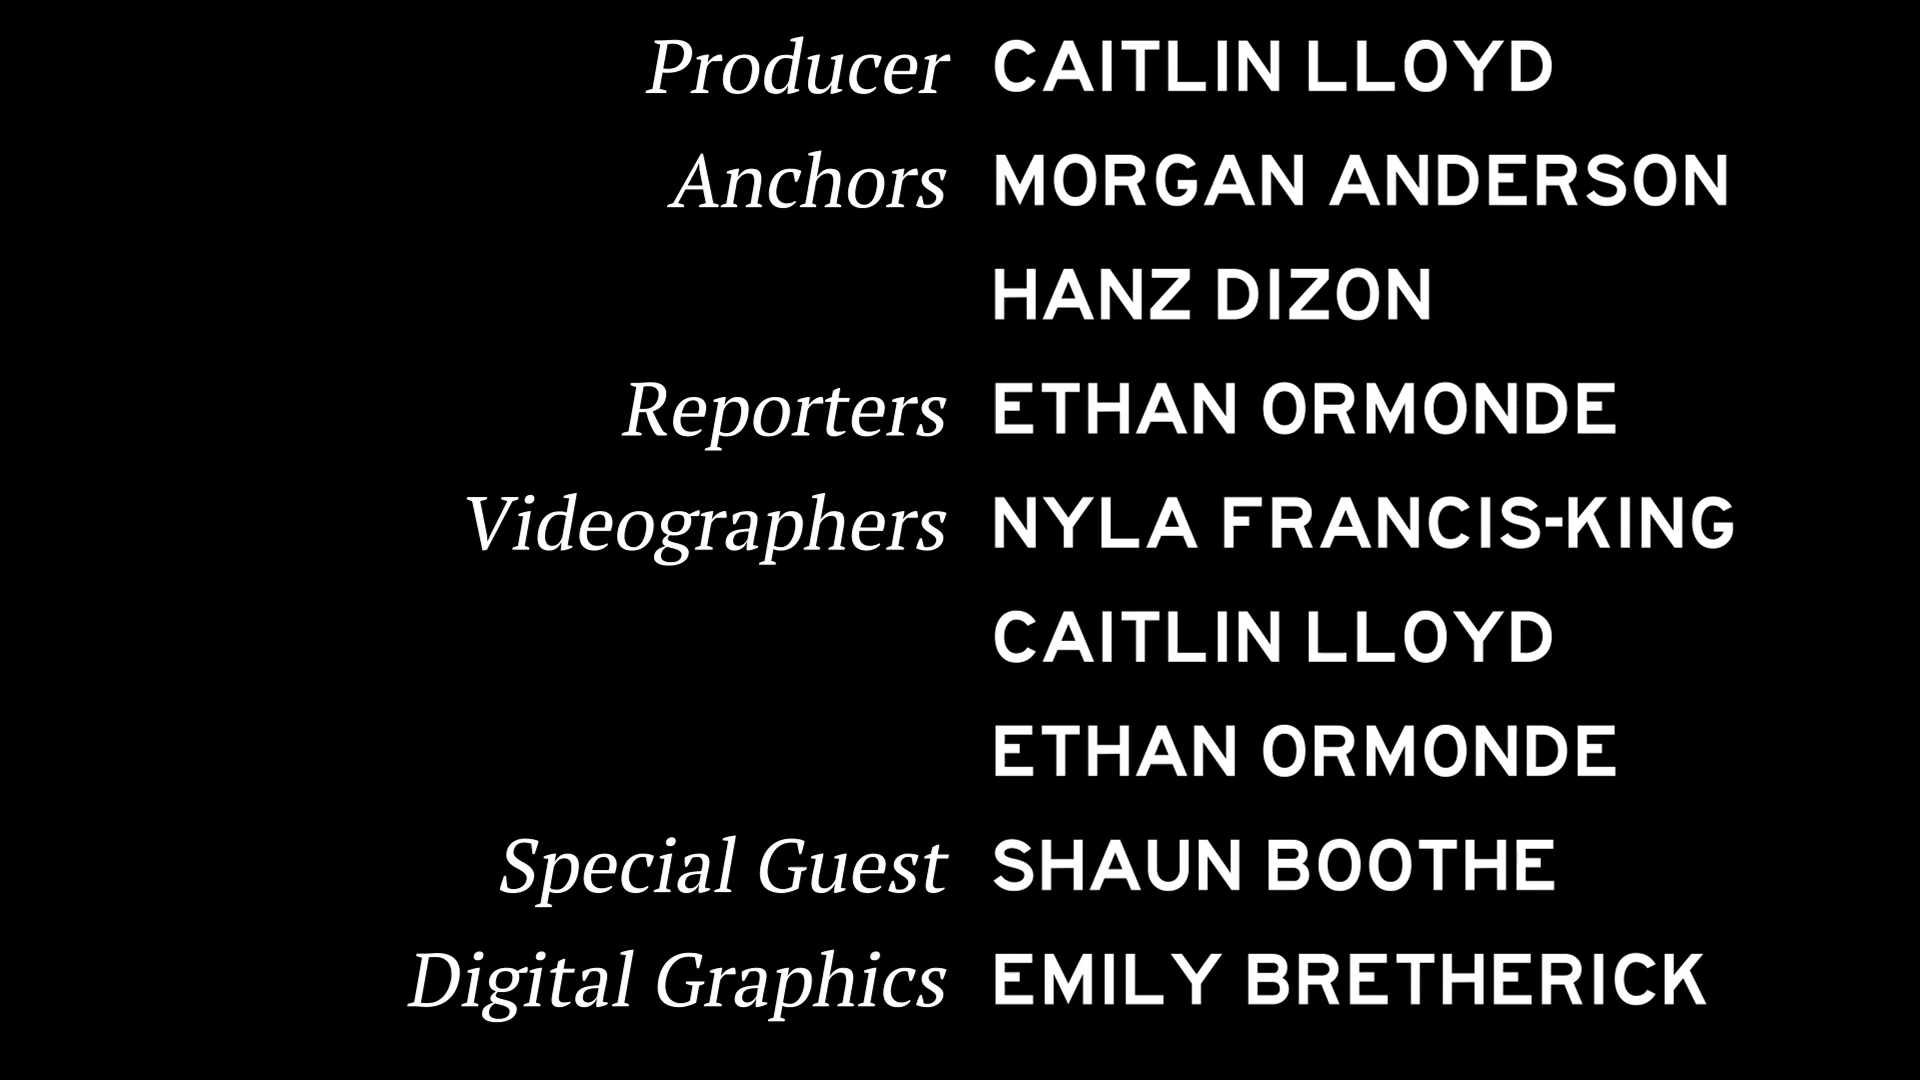 Producer CAITLIN LLOYD
Anchors MORGAN ANDERSON
HANZ DIZON
Reporters ETHAN ORMONDE
Videographers NYLA FRANCIS-KING
CAITLIN LLOYD
ETHAN ORMONDE
Special Guest SHAUN BOOTHE
Digital Graphics EMILY BRETHERICK